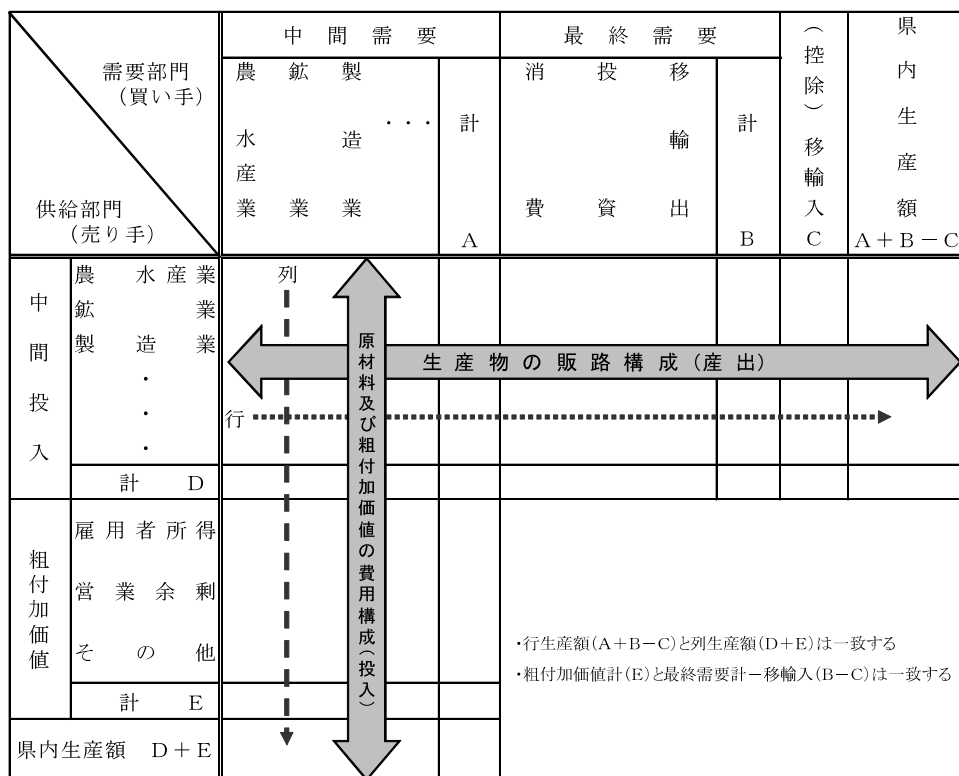 中間需要
最終需要
(控除)移輸入
C
県内生産額
A+B-C
需要部門
(買い手)
供給部門
(売り手)
農水産業
鉱業
製造業
・・・
計
A
消費
投資
移輸出
計
B
中間投入
農水産業
鉱業
製造業
・
・
・
計 D
列
行
生産物の販路構成(産出)
原材料及び粗付加価値の費用構成(投入)
粗付加価値
雇用者所得
営業余剰
その他
計 E
県内生産額 D+E
・行生産額(A+B-C)と列生産額(D+E)は一致する
・粗付加価値計(E)と最終需要計-移輸入(B-C)は一致する